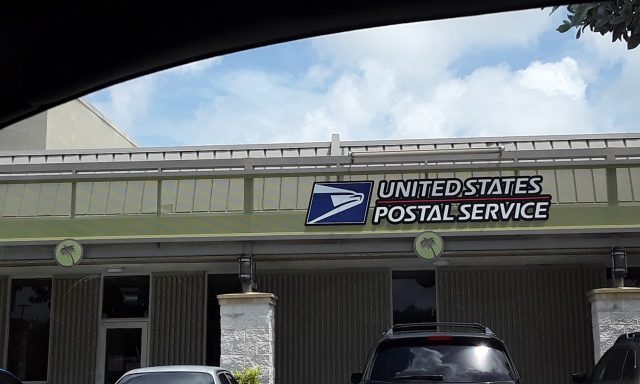 UNITED STATES
POSTAL SERVICE